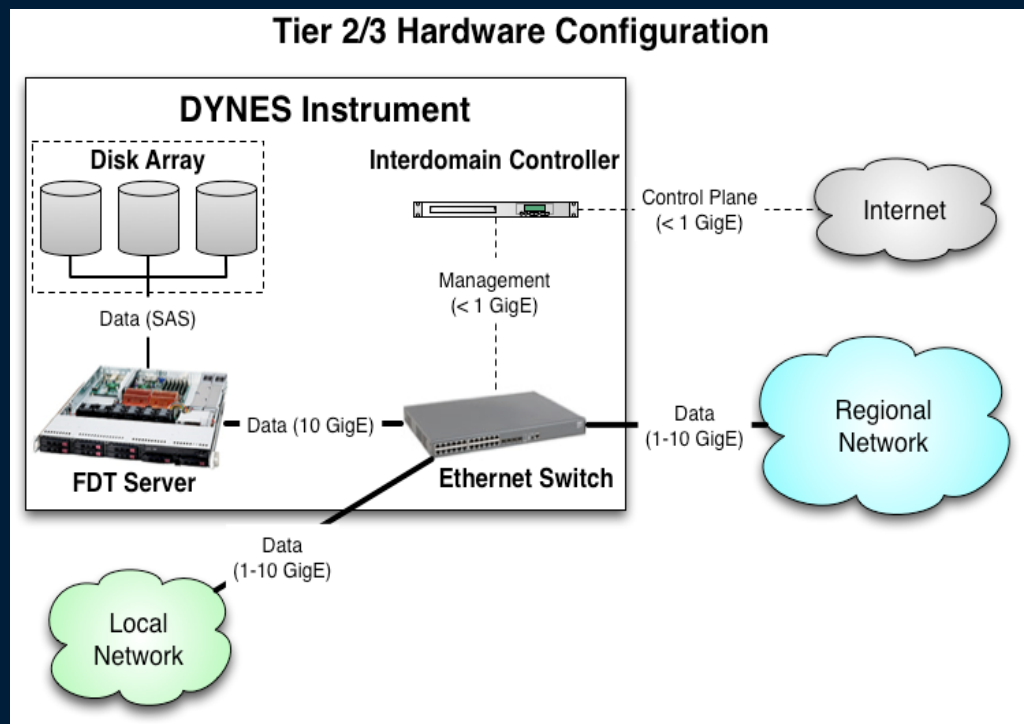 Tier 2/3 Hardware Configuration
DYNES Instrument
Disk Array
Interdomain Controller
Control Plane
(< 1 GigE)
Internet
Management
(< 1 GigE)
Data (SAS)
Data (10 GigE)
Data
(1-10 GigE)
Regional
Network
FDT Server
Ethernet Switch
Data
(1-10 GigE)
Local
Network